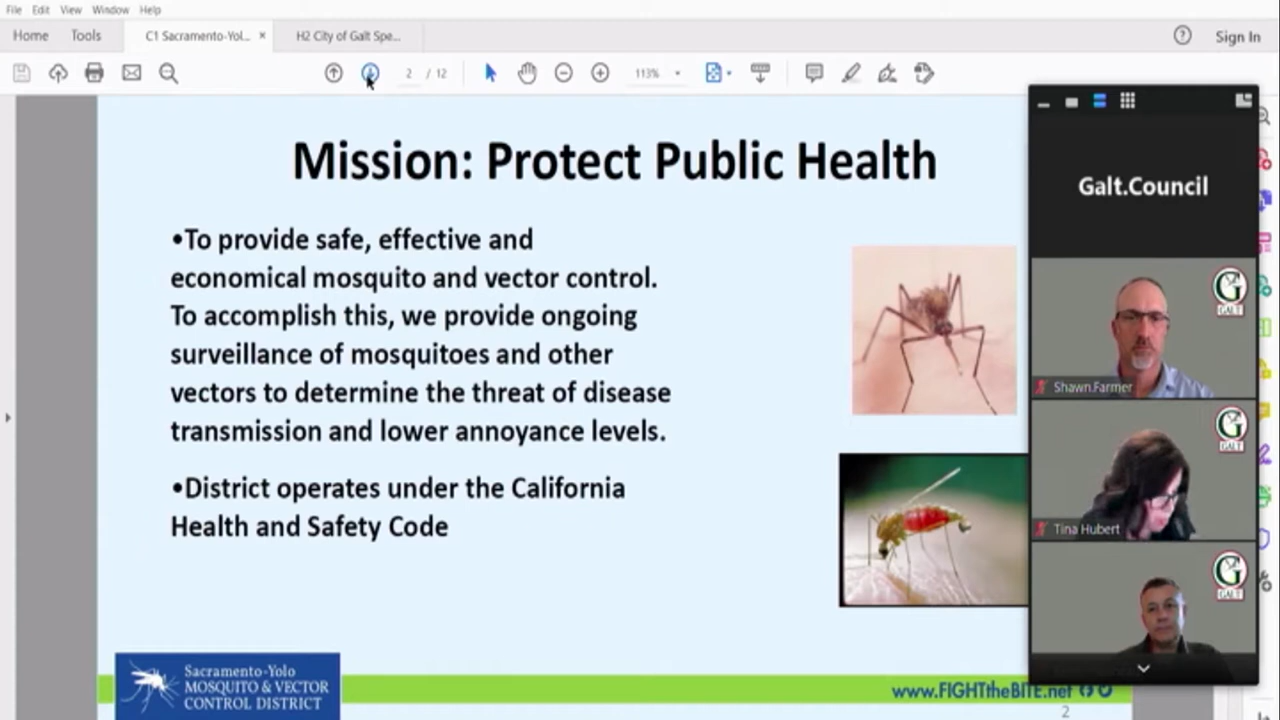 File Edit View Window Help
Home Tools C1 Sacramento-Yol... × H2 City of Galt Spe... Sign In
2 / 12 113%
Mission: Protect Public Health
•To provide safe, effective and
economical mosquito and vector control.
To accomplish this, we provide ongoing
surveillance of mosquitoes and other
vectors to determine the threat of disease
transmission and lower annoyance levels.
•District operates under the California
Health and Safety Code
Sacramento-Yolo
MOSQUITO & VECTOR
CONTROL DISTRICT
www.FIGHTtheBITE.net
2
Galt.Council
G
GALT
Shawn.Farmer
G
GALT
Tina Hubert
G
GALT